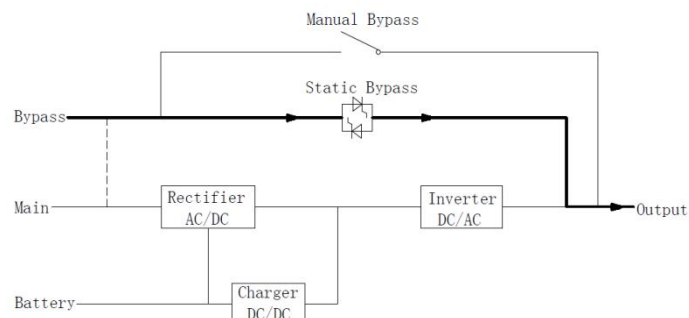 Manual Bypass
Static Bypass
Bypass
Rectifier
AC/DC
Inverter
DC/AC
Main
Output
Charger
DC/DC
Battery